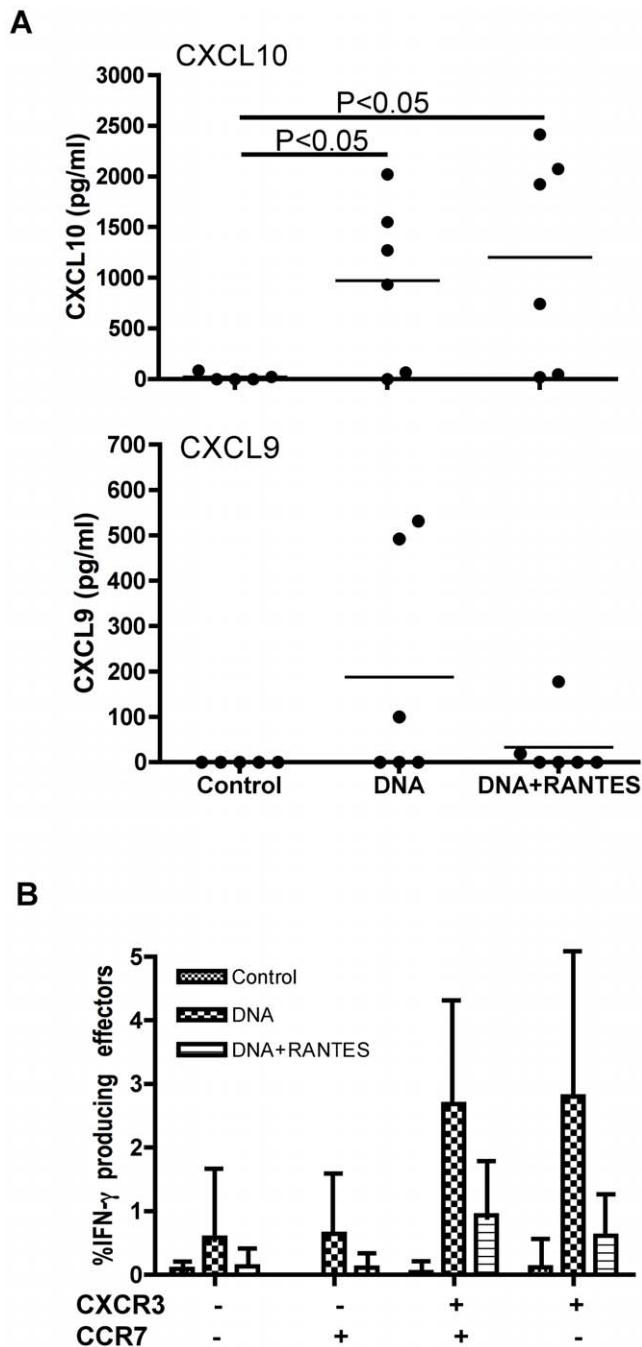 A
CXCL10
3000
2500
2000
1500
1000
500
0
CXCL10 (pg/ml)
P<0.05
P<0.05
CXCL9
700
600
500
400
300
200
100
0
CXCL9 (pg/ml)
Control DNA DNA+RANTES
B
5
4
3
2
1
0
%IFN-γ producing effectors
Control
DNA
DNA+RANTES
CXCR3 - - + +
CCR7 - + + -